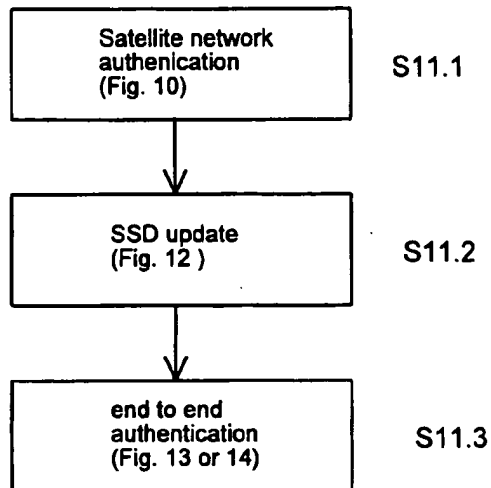 Satellite network
authenication
(Fig. 10)
S11.1
SSD update
(Fig. 12 )
S11.2
end to end
authentication
(Fig. 13 or 14)
S11.3